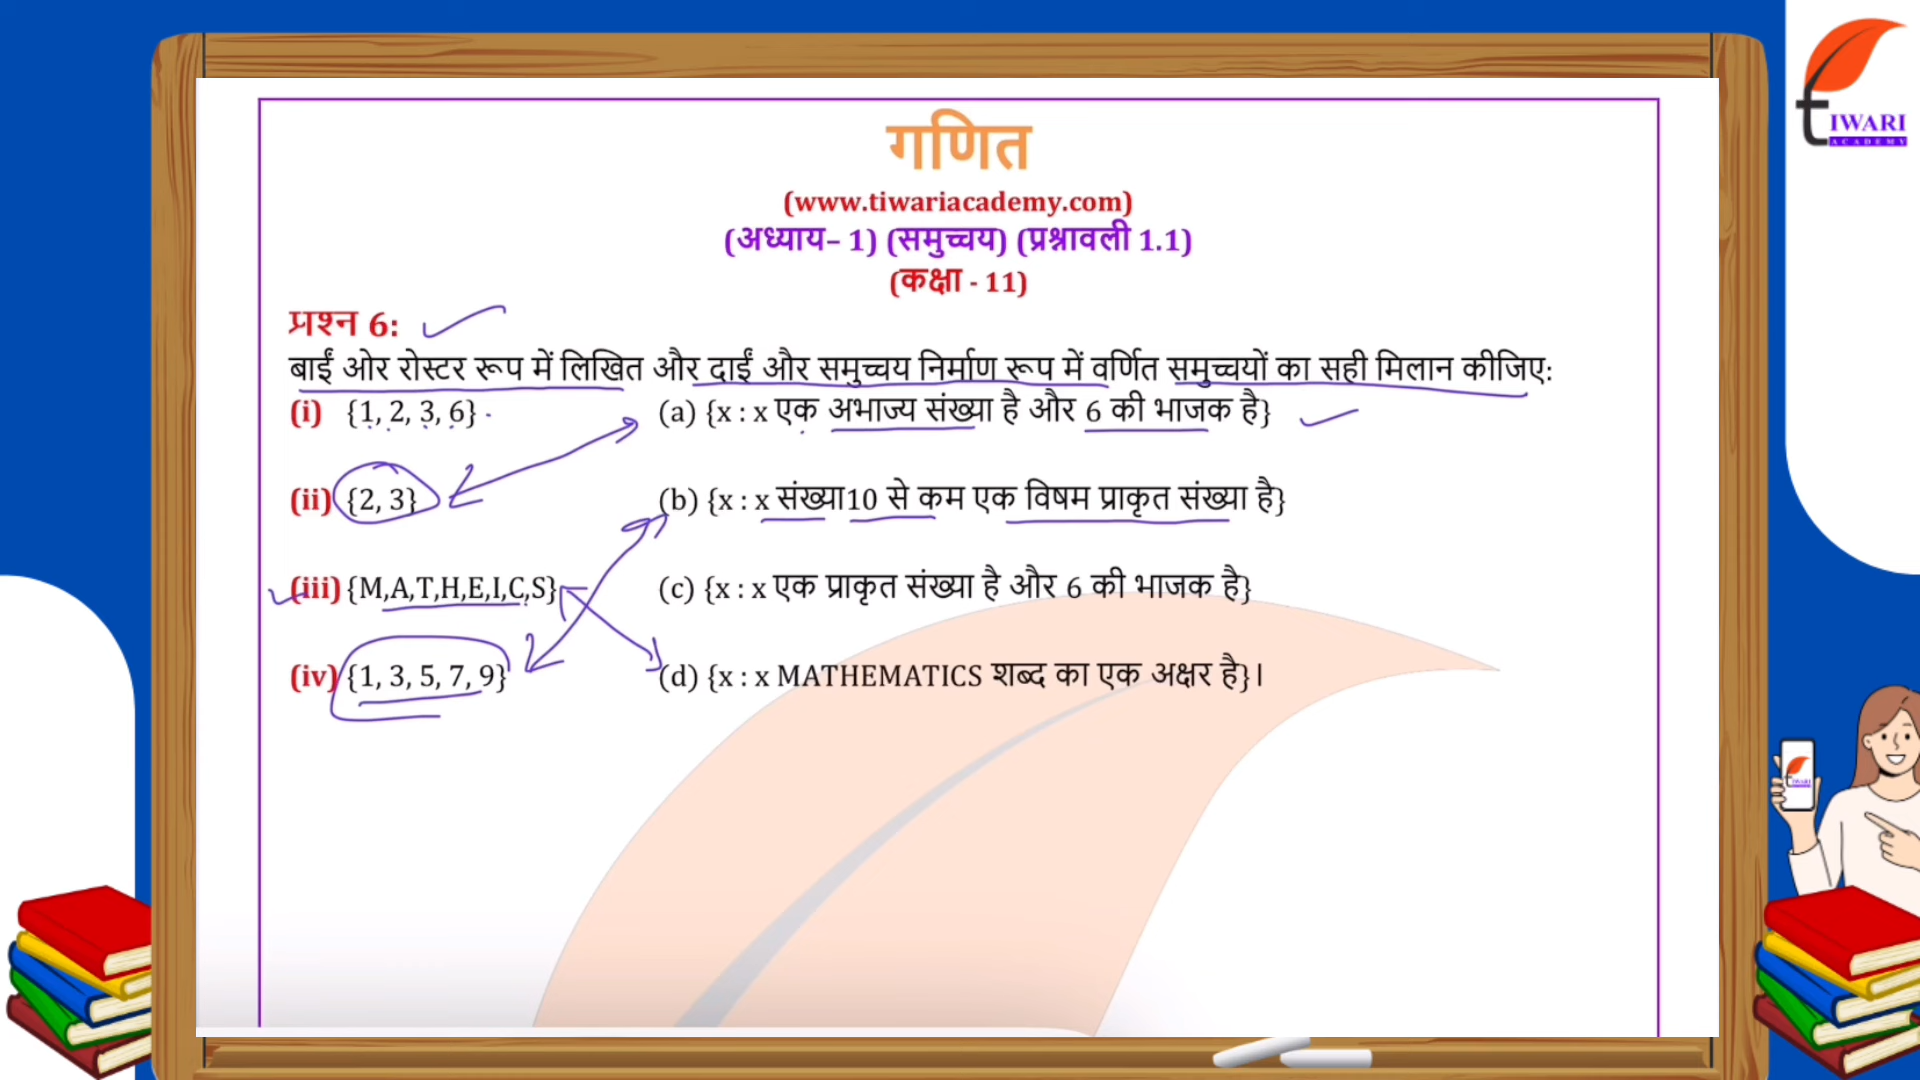 TIWARI
ACADEMY
गणित
(www.tiwariacademy.com)
(अध्याय– 1) (समुच्चय) (प्रश्नावली 1.1)
(कक्षा - 11)
प्रश्न 6:
बाईं ओर रोस्टर रूप में लिखित और दाईं और समुच्चय निर्माण रूप में वर्णित समुच्चयों का सही मिलान कीजिए:
(i) {1, 2, 3, 6} (a) {x : x एक अभाज्य संख्या है और 6 की भाजक है}
(ii) {2, 3} (b) {x : x संख्या10 से कम एक विषम प्राकृत संख्या है}
(iii) {M,A,T,H,E,I,C,S} (c) {x : x एक प्राकृत संख्या है और 6 की भाजक है}
(iv) {1, 3, 5, 7, 9} (d) {x : x MATHEMATICS शब्द का एक अक्षर है}।